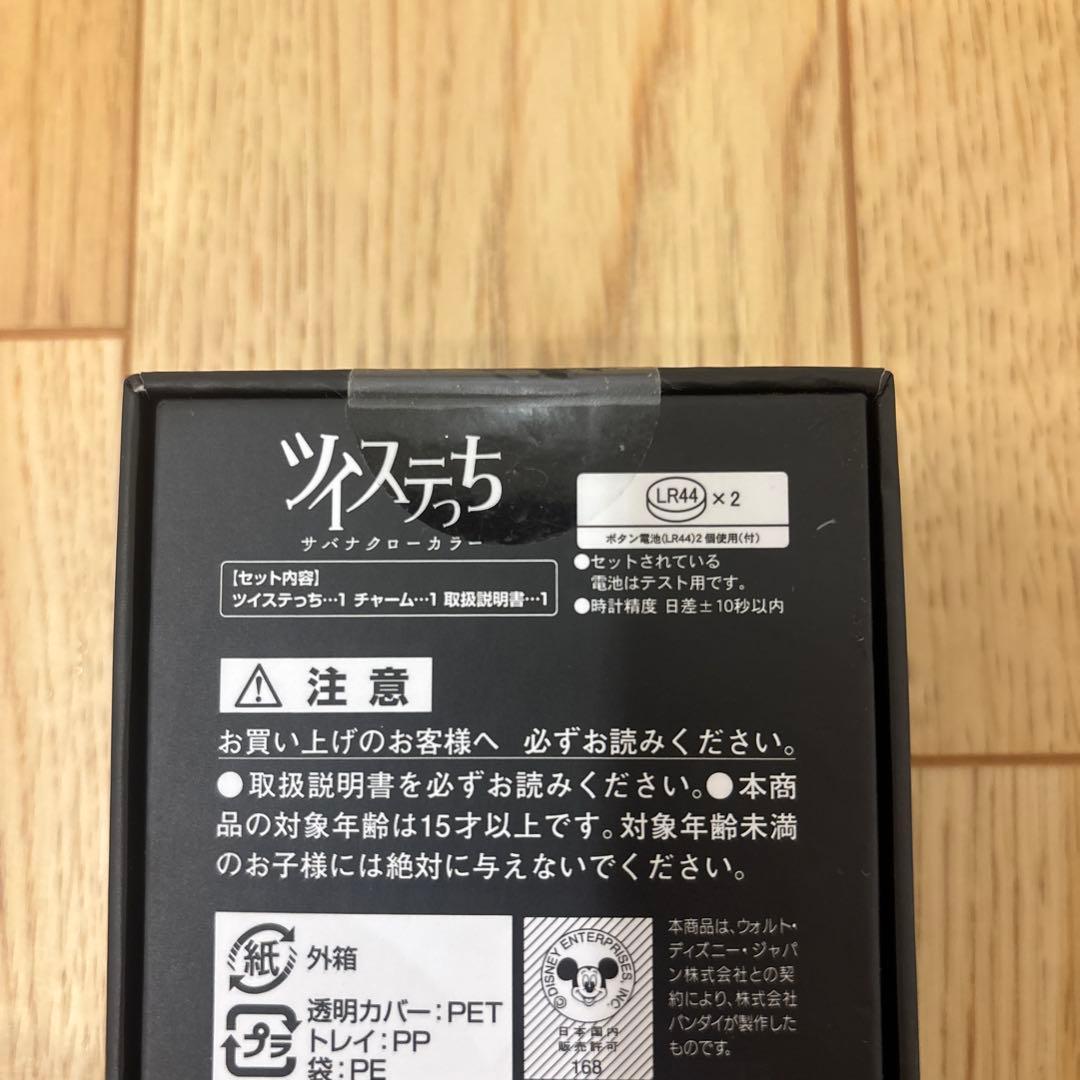 ツイステっち
サバナクローカラー
【セット内容】
ツイステっち…1 チャーム…1 取扱説明書…1
LR44 ×2
ボタン電池(LR44)2個使用(付)
●セットされている
電池はテスト用です。
●時計精度 日差±10秒以内
注意
お買い上げのお客様へ 必ずお読みください。
●取扱説明書を必ずお読みください。●本商
品の対象年齢は15才以上です。対象年齢未満
のお子様には絶対に与えないでください。
紙 外箱
プラ
透明カバー:PET
トレイ:PP
袋:PE
©DISNEY ENTERPRISES INC
日本国内
販売許可
168
本商品は、ウォルト・
ディズニー・ジャパ
ン株式会社との契
約により、株式会社
バンダイが製作した
ものです。